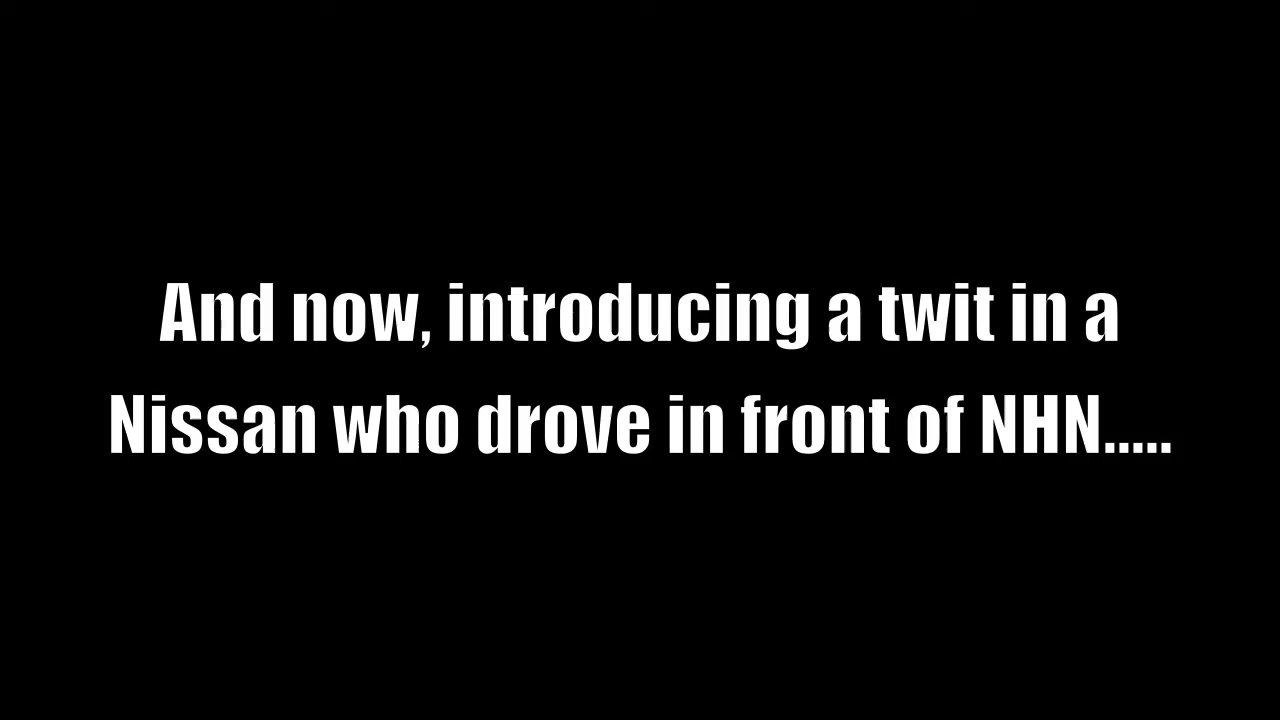 And now, introducing a twit in a
Nissan who drove in front of NHN.....